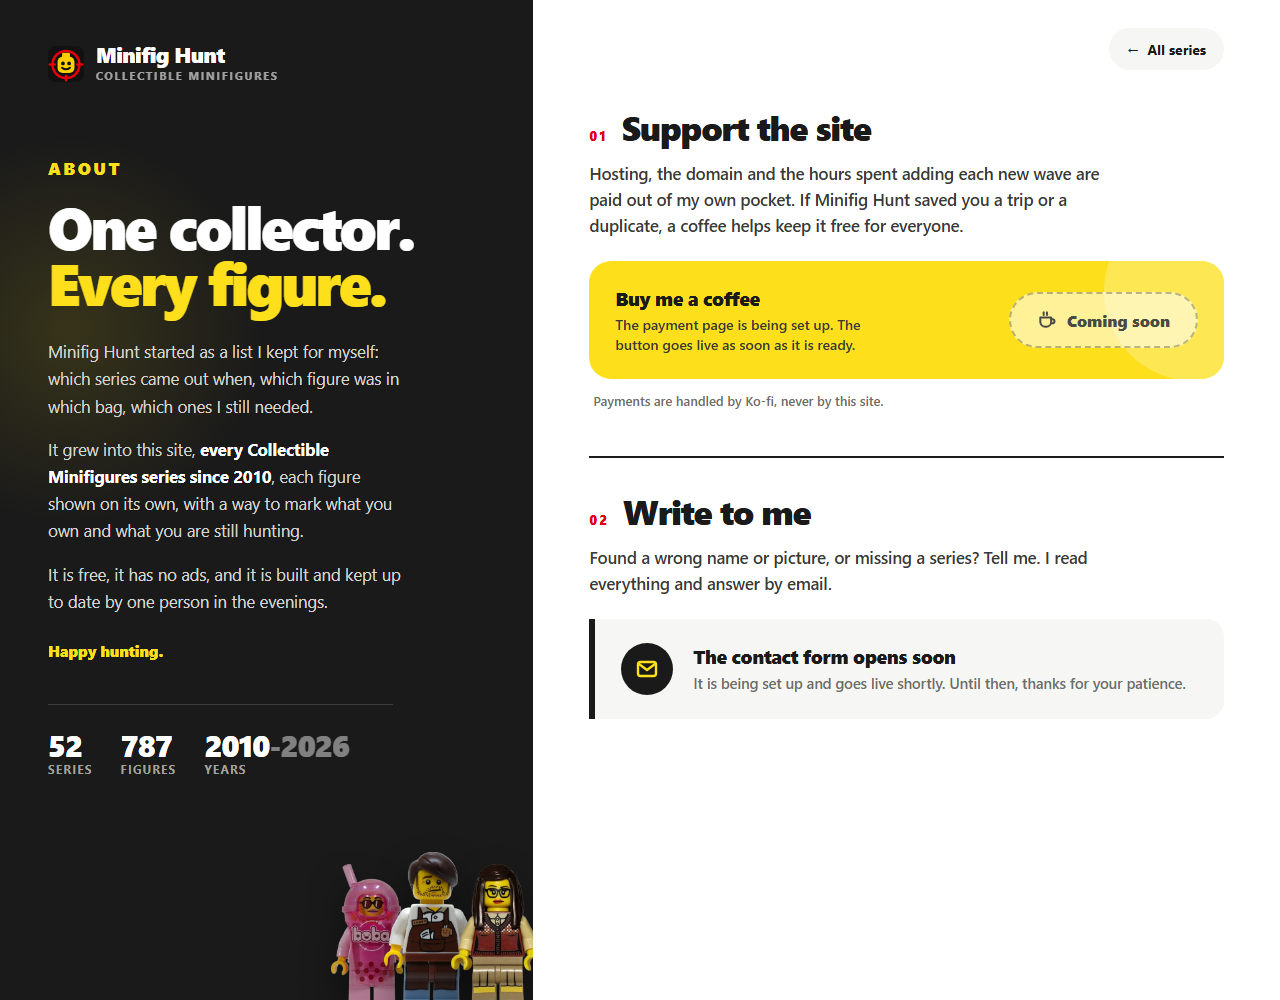 Minifig Hunt
COLLECTIBLE MINIFIGURES
ABOUT
One collector.
Every figure.
Minifig Hunt started as a list I kept for myself:
which series came out when, which figure was in
which bag, which ones I still needed.
It grew into this site, every Collectible
Minifigures series since 2010, each figure
shown on its own, with a way to mark what you
own and what you are still hunting.
It is free, it has no ads, and it is built and kept up
to date by one person in the evenings.
Happy hunting.
52 787 2010-2026
SERIES FIGURES YEARS
boba
← All series
01 Support the site
Hosting, the domain and the hours spent adding each new wave are
paid out of my own pocket. If Minifig Hunt saved you a trip or a
duplicate, a coffee helps keep it free for everyone.
Buy me a coffee
The payment page is being set up. The
button goes live as soon as it is ready.
Coming soon
Payments are handled by Ko-fi, never by this site.
02 Write to me
Found a wrong name or picture, or missing a series? Tell me. I read
everything and answer by email.
The contact form opens soon
It is being set up and goes live shortly. Until then, thanks for your patience.